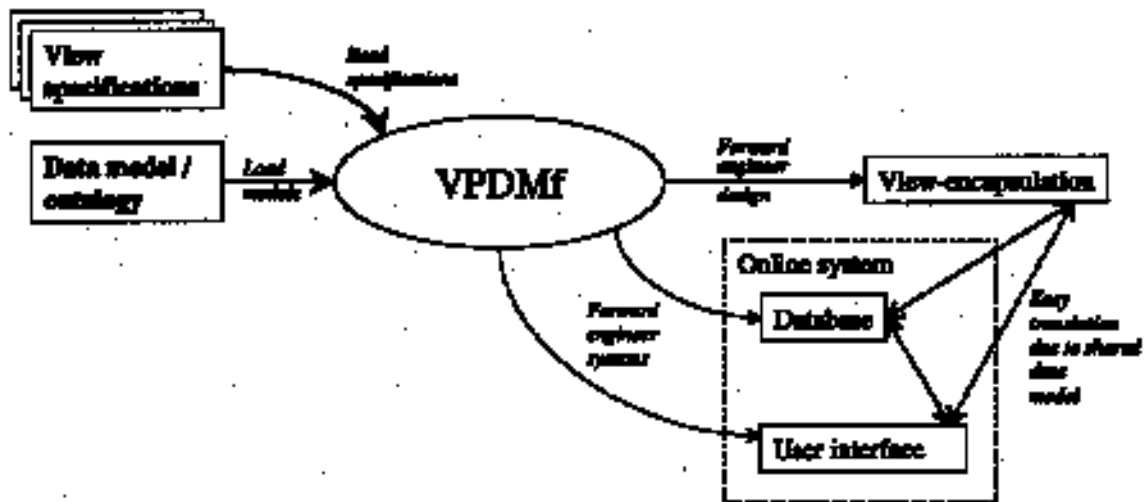 View
specifications
Read
specifications
Data model /
ontology
Load
models
VPDMf
Forward
engineer
design
View-encapsulation
Online system
Database
User interface
Forward
engineer
systems
Easy
translation
due to shared
data
model